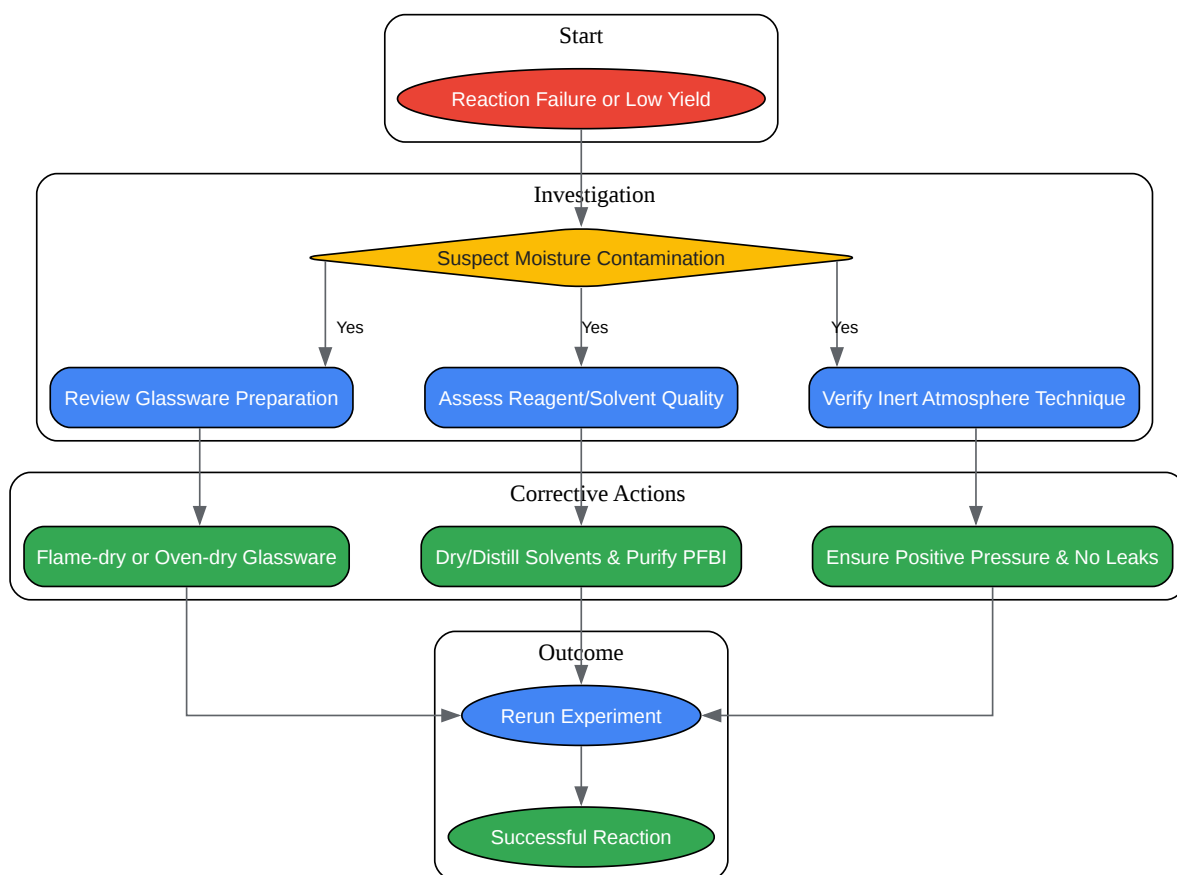 Start
Reaction Failure or Low Yield
Investigation
Suspect Moisture Contamination
Yes
Yes
Yes
Review Glassware Preparation
Assess Reagent/Solvent Quality
Verify Inert Atmosphere Technique
Corrective Actions
Flame-dry or Oven-dry Glassware
Dry/Distill Solvents & Purify PFBI
Ensure Positive Pressure & No Leaks
Outcome
Rerun Experiment
Successful Reaction